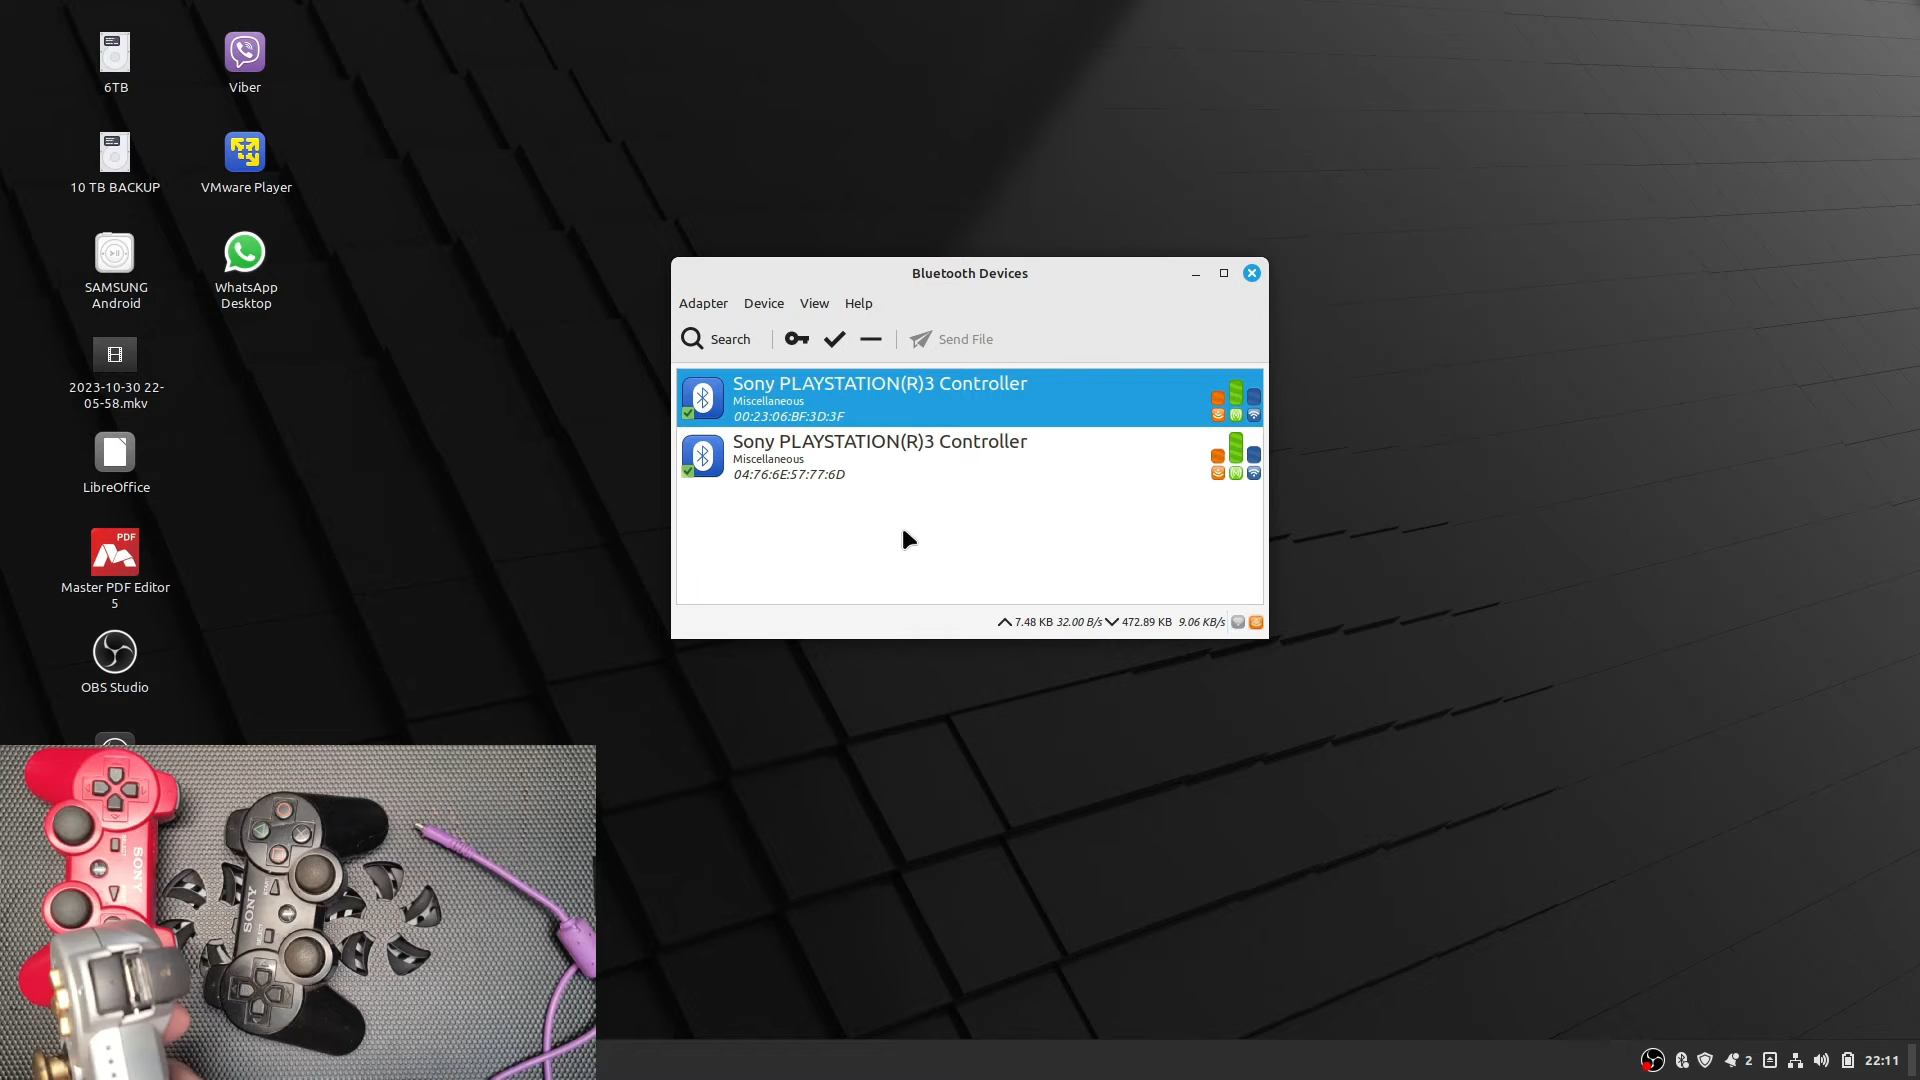 6TB
Viber
10 TB BACKUP
VMware Player
SAMSUNG
Android
WhatsApp
Desktop
2023-10-30 22-
05-58.mkv
LibreOffice
PDF
Master PDF Editor
5
OBS Studio
Bluetooth Devices
Adapter Device View Help
Search Send File
Sony PLAYSTATION(R)3 Controller
Miscellaneous
00:23:06:BF:3D:3F
Sony PLAYSTATION(R)3 Controller
Miscellaneous
04:76:6E:57:77:6D
7.48 KB 32.00 B/s 472.89 KB 9.06 KB/s
SONY
SONY
2 22:11